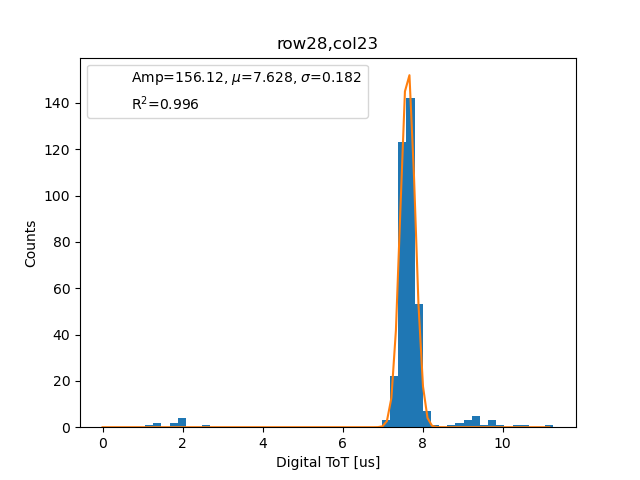 row28,col23
Amp=156.12, μ=7.628, σ=0.182
R²=0.996
Counts
140
120
100
80
60
40
20
0
0 2 4 6 8 10
Digital ToT [us]